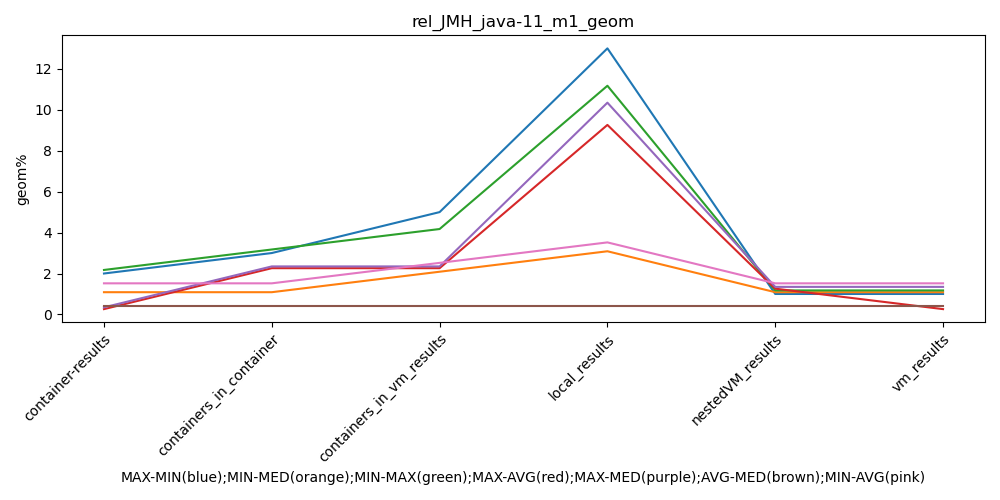 rel_JMH_java-11_m1_geom
geom%
12
10
8
6
4
2
0
container-results
containers_in_container
containers_in_vm_results
local_results
nestedVM_results
vm_results
MAX-MIN(blue);MIN-MED(orange);MIN-MAX(green);MAX-AVG(red);MAX-MED(purple);AVG-MED(brown);MIN-AVG(pink)